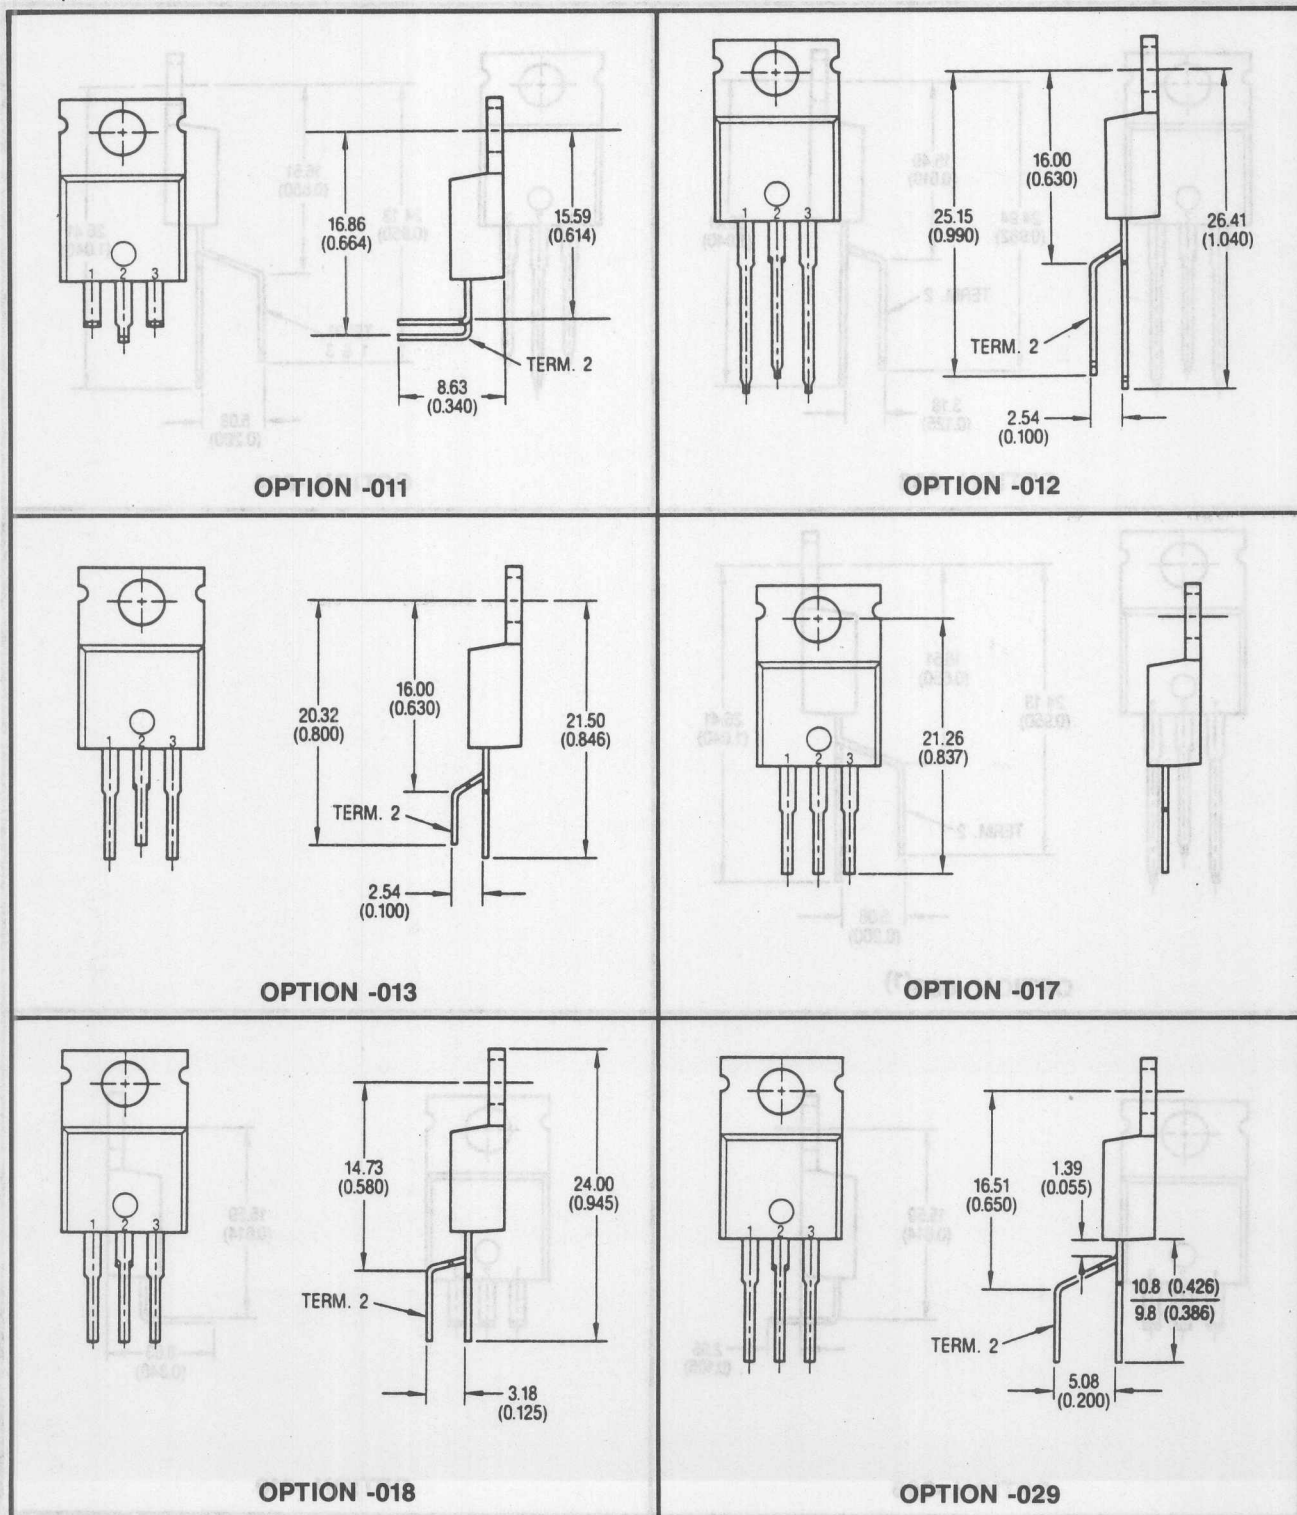 1 2 3
16.86
(0.664)
15.59
(0.614)
TERM. 2
8.63
(0.340)
OPTION -011
1 2 3
25.15
(0.990)
16.00
(0.630)
26.41
(1.040)
TERM. 2
2.54
(0.100)
OPTION -012
1 2 3
20.32
(0.800)
16.00
(0.630)
21.50
(0.846)
TERM. 2
2.54
(0.100)
OPTION -013
1 2 3
21.26
(0.837)
OPTION -017
1 2 3
14.73
(0.580)
24.00
(0.945)
TERM. 2
3.18
(0.125)
OPTION -018
1 2 3
16.51
(0.650)
1.39
(0.055)
10.8 (0.426)
9.8 (0.386)
TERM. 2
5.08
(0.200)
OPTION -029